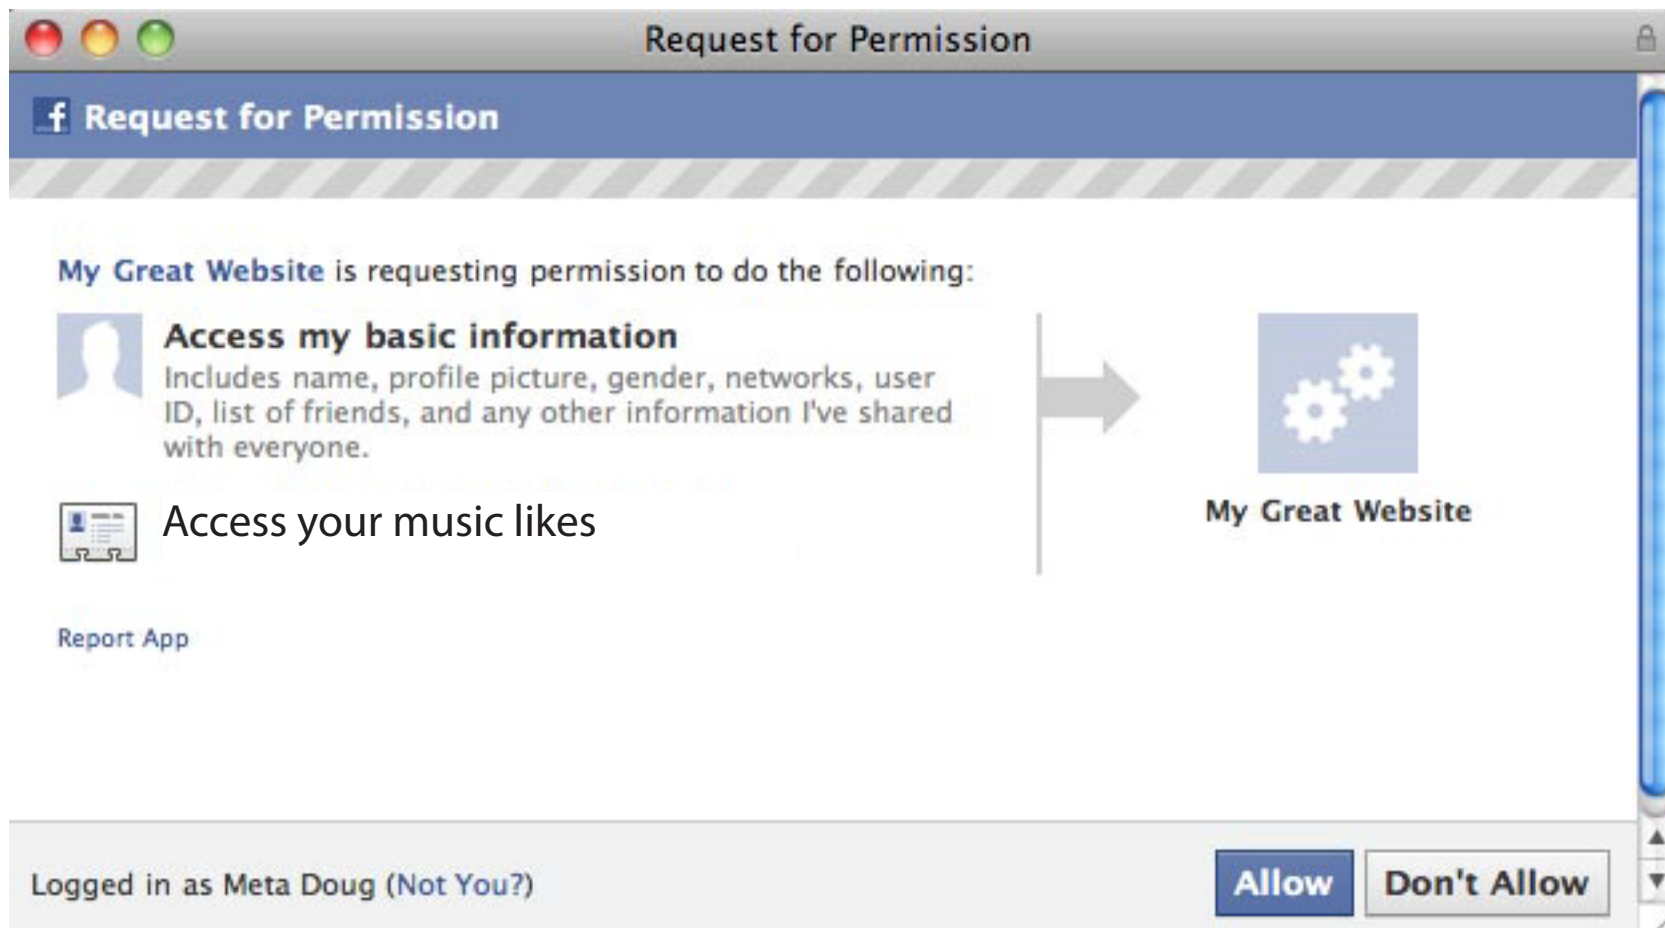 Request for Permission
f Request for Permission
My Great Website is requesting permission to do the following:
Access my basic information
Includes name, profile picture, gender, networks, user
ID, list of friends, and any other information I've shared
with everyone.
Access your music likes
My Great Website
Report App
Logged in as Meta Doug (Not You?)
Allow
Don't Allow